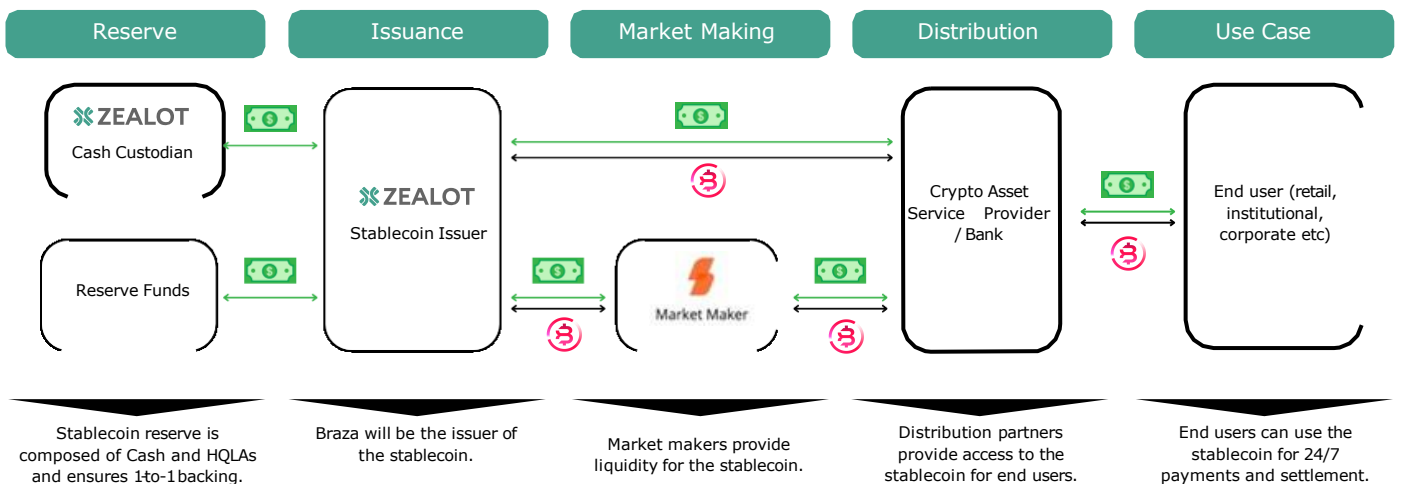 Reserve
Issuance
Market Making
Distribution
Use Case
ZEALOT
Cash Custodian
Reserve Funds
ZEALOT
Stablecoin Issuer
Market Maker
Crypto Asset
Service Provider
/ Bank
End user (retail,
institutional,
corporate etc)
Stablecoin reserve is
composed of Cash and HQLAs
and ensures 1-to-1 backing.
Braza will be the issuer of
the stablecoin.
Market makers provide
liquidity for the stablecoin.
Distribution partners
provide access to the
stablecoin for end users.
End users can use the
stablecoin for 24/7
payments and settlement.